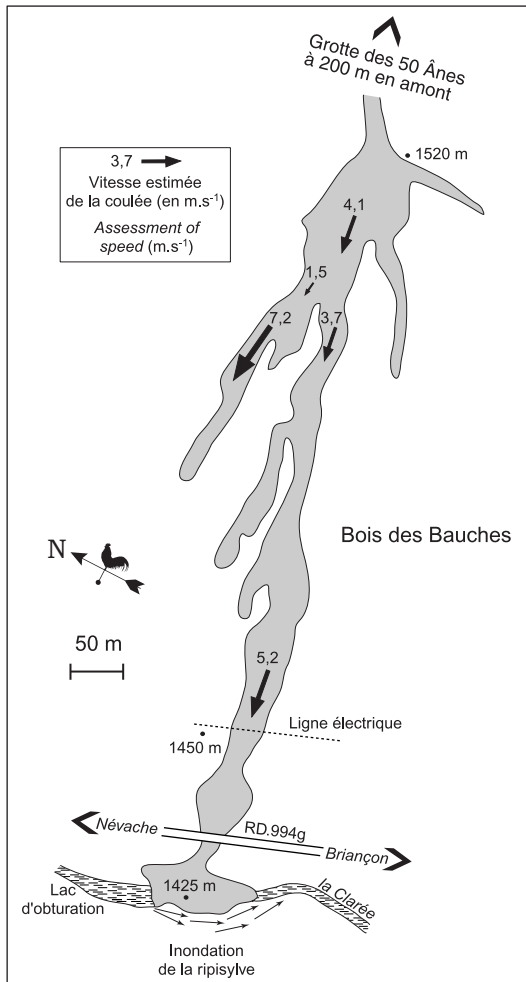 Grotte des 50 Ânes
à 200 m en amont
1520 m
3,7
Vitesse estimée
de la coulée (en m.s⁻¹)
Assessment of
speed (m.s⁻¹)
4,1
1,5
7,2
3,7
Bois des Bauches
N
50 m
5,2
Ligne électrique
1450 m
RD.994g
Névache
Briançon
Lac
d'obturation
1425 m
la Clarée
Inondation
de la ripisylve